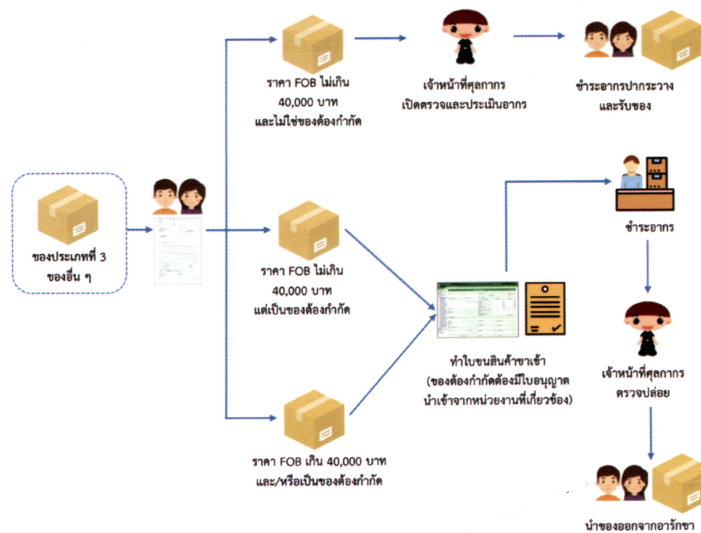 ราคา FOB ไม่เกิน
40,000 บาท
และไม่ใช่ของต้องกำกัด
เจ้าหน้าที่ศุลกากร
เปิดตรวจและประเมินอากร
ชำระอากรปากระวาง
และรับของ
ของประเภทที่ 3
ของอื่น ๆ
ราคา FOB ไม่เกิน
40,000 บาท
แต่เป็นของต้องกำกัด
ทำใบขนสินค้าขาเข้า
(ของต้องกำกัดต้องมีใบอนุญาต
นำเข้าจากหน่วยงานที่เกี่ยวข้อง)
ชำระอากร
เจ้าหน้าที่ศุลกากร
ตรวจปล่อย
ราคา FOB เกิน 40,000 บาท
และ/หรือเป็นของต้องกำกัด
นำของออกจากอารักขา